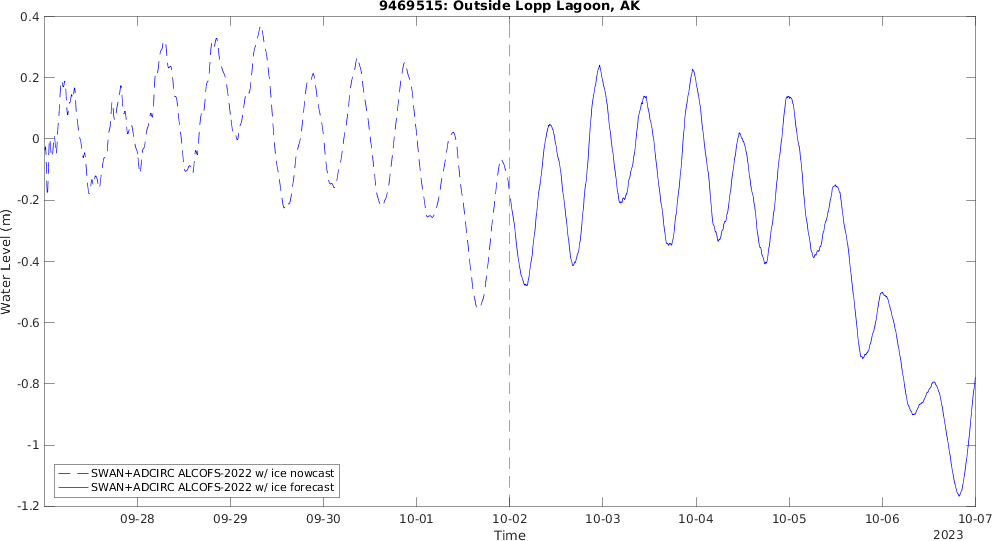 9469515: Outside Lopp Lagoon, AK
0.4
0.2
0
-0.2
-0.4
-0.6
-0.8
-1
-1.2
Water Level (m)
SWAN+ADCIRC ALCOFS-2022 w/ ice nowcast
SWAN+ADCIRC ALCOFS-2022 w/ ice forecast
09-28 09-29 09-30 10-01 10-02 10-03 10-04 10-05 10-06 10-07
Time
2023